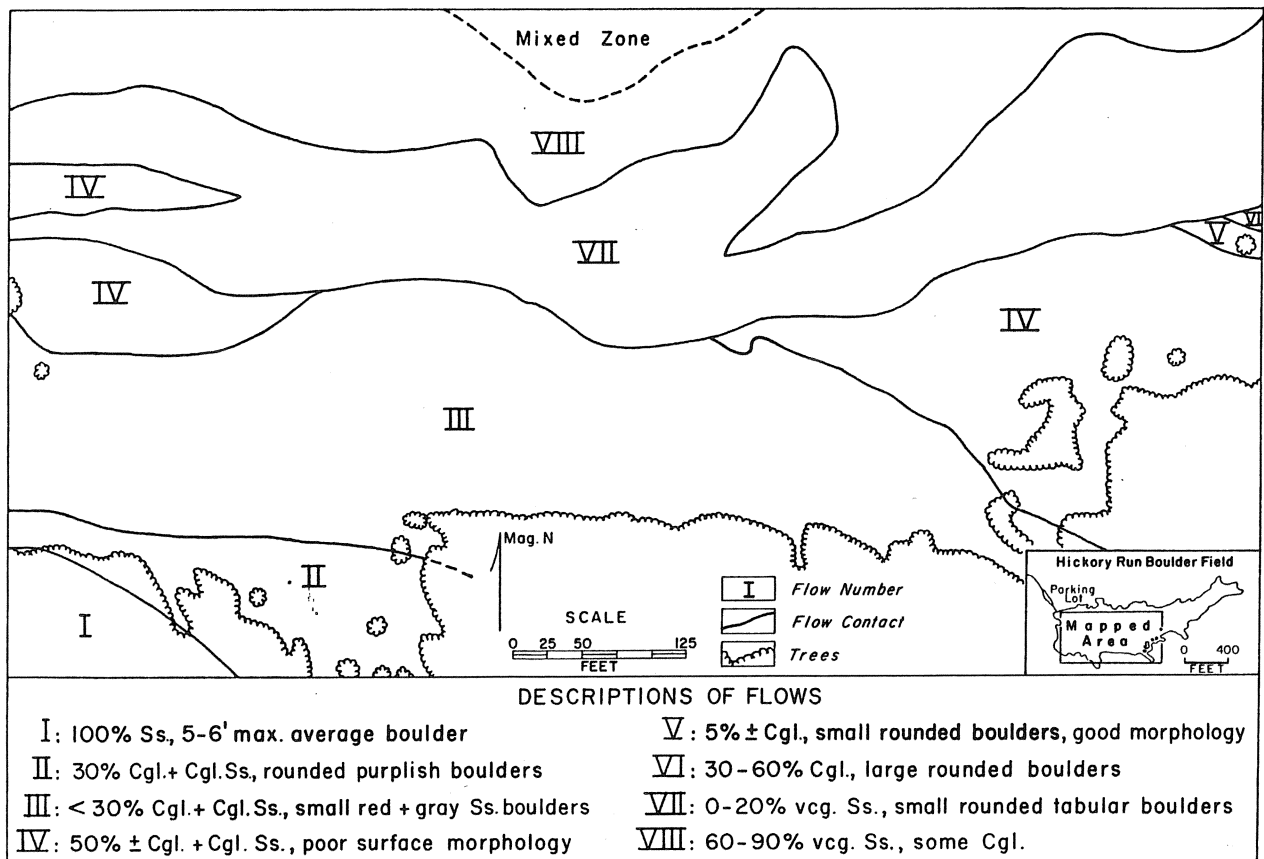 Mixed Zone
VIII
IV
VI
V
VII
IV
IV
III
Mag. N
II
I
SCALE
0 25 50 125
FEET
I Flow Number
Flow Contact
Trees
Hickory Run Boulder Field
Parking
Lot
Mapped
Area
0 400
FEET
DESCRIPTIONS OF FLOWS
I: 100% Ss., 5-6' max. average boulder
II: 30% Cgl.+ Cgl.Ss., rounded purplish boulders
III: < 30% Cgl.+ Cgl.Ss., small red + gray Ss. boulders
IV: 50% ± Cgl. + Cgl. Ss., poor surface morphology
V: 5% ± Cgl., small rounded boulders, good morphology
VI: 30-60% Cgl., large rounded boulders
VII: 0-20% vcg. Ss., small rounded tabular boulders
VIII: 60-90% vcg. Ss., some Cgl.